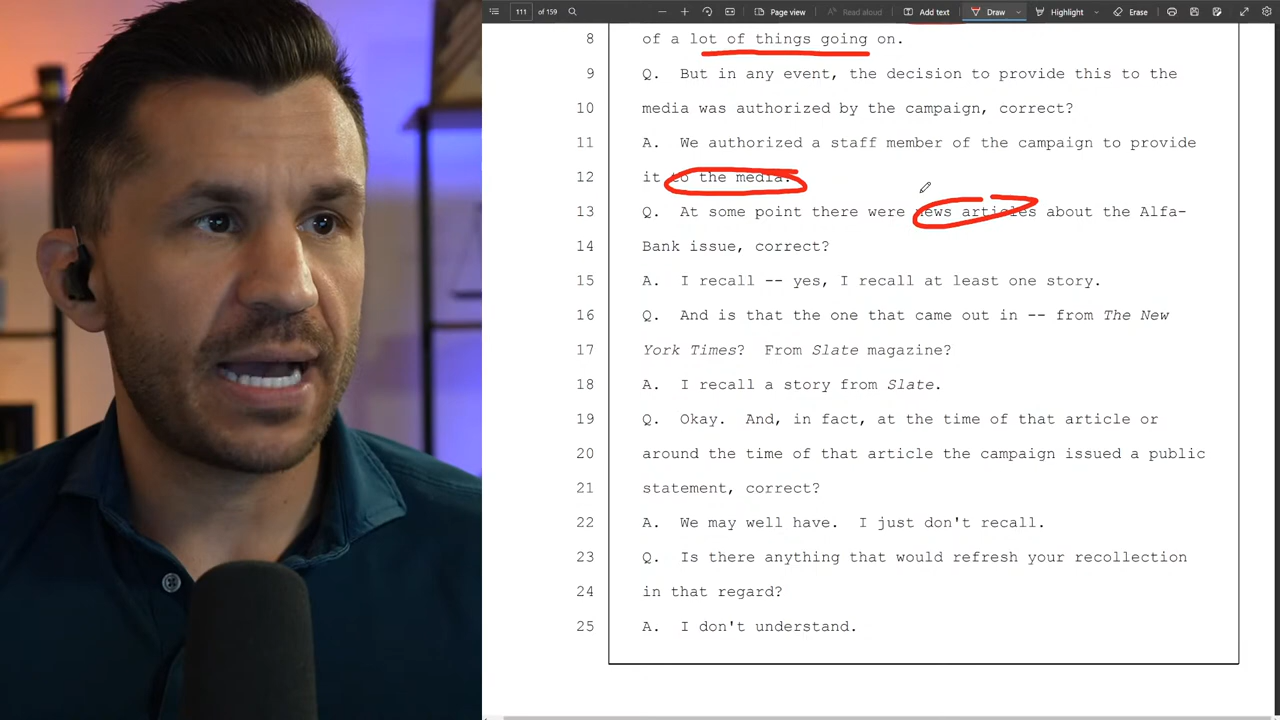 111 of 159 Page view Read aloud Add text Draw Highlight Erase
8 of a lot of things going on.
9 Q. But in any event, the decision to provide this to the
10 media was authorized by the campaign, correct?
11 A. We authorized a staff member of the campaign to provide
12 it to the media.
13 Q. At some point there were news articles about the Alfa-
14 Bank issue, correct?
15 A. I recall -- yes, I recall at least one story.
16 Q. And is that the one that came out in -- from The New
17 York Times? From Slate magazine?
18 A. I recall a story from Slate.
19 Q. Okay. And, in fact, at the time of that article or
20 around the time of that article the campaign issued a public
21 statement, correct?
22 A. We may well have. I just don't recall.
23 Q. Is there anything that would refresh your recollection
24 in that regard?
25 A. I don't understand.